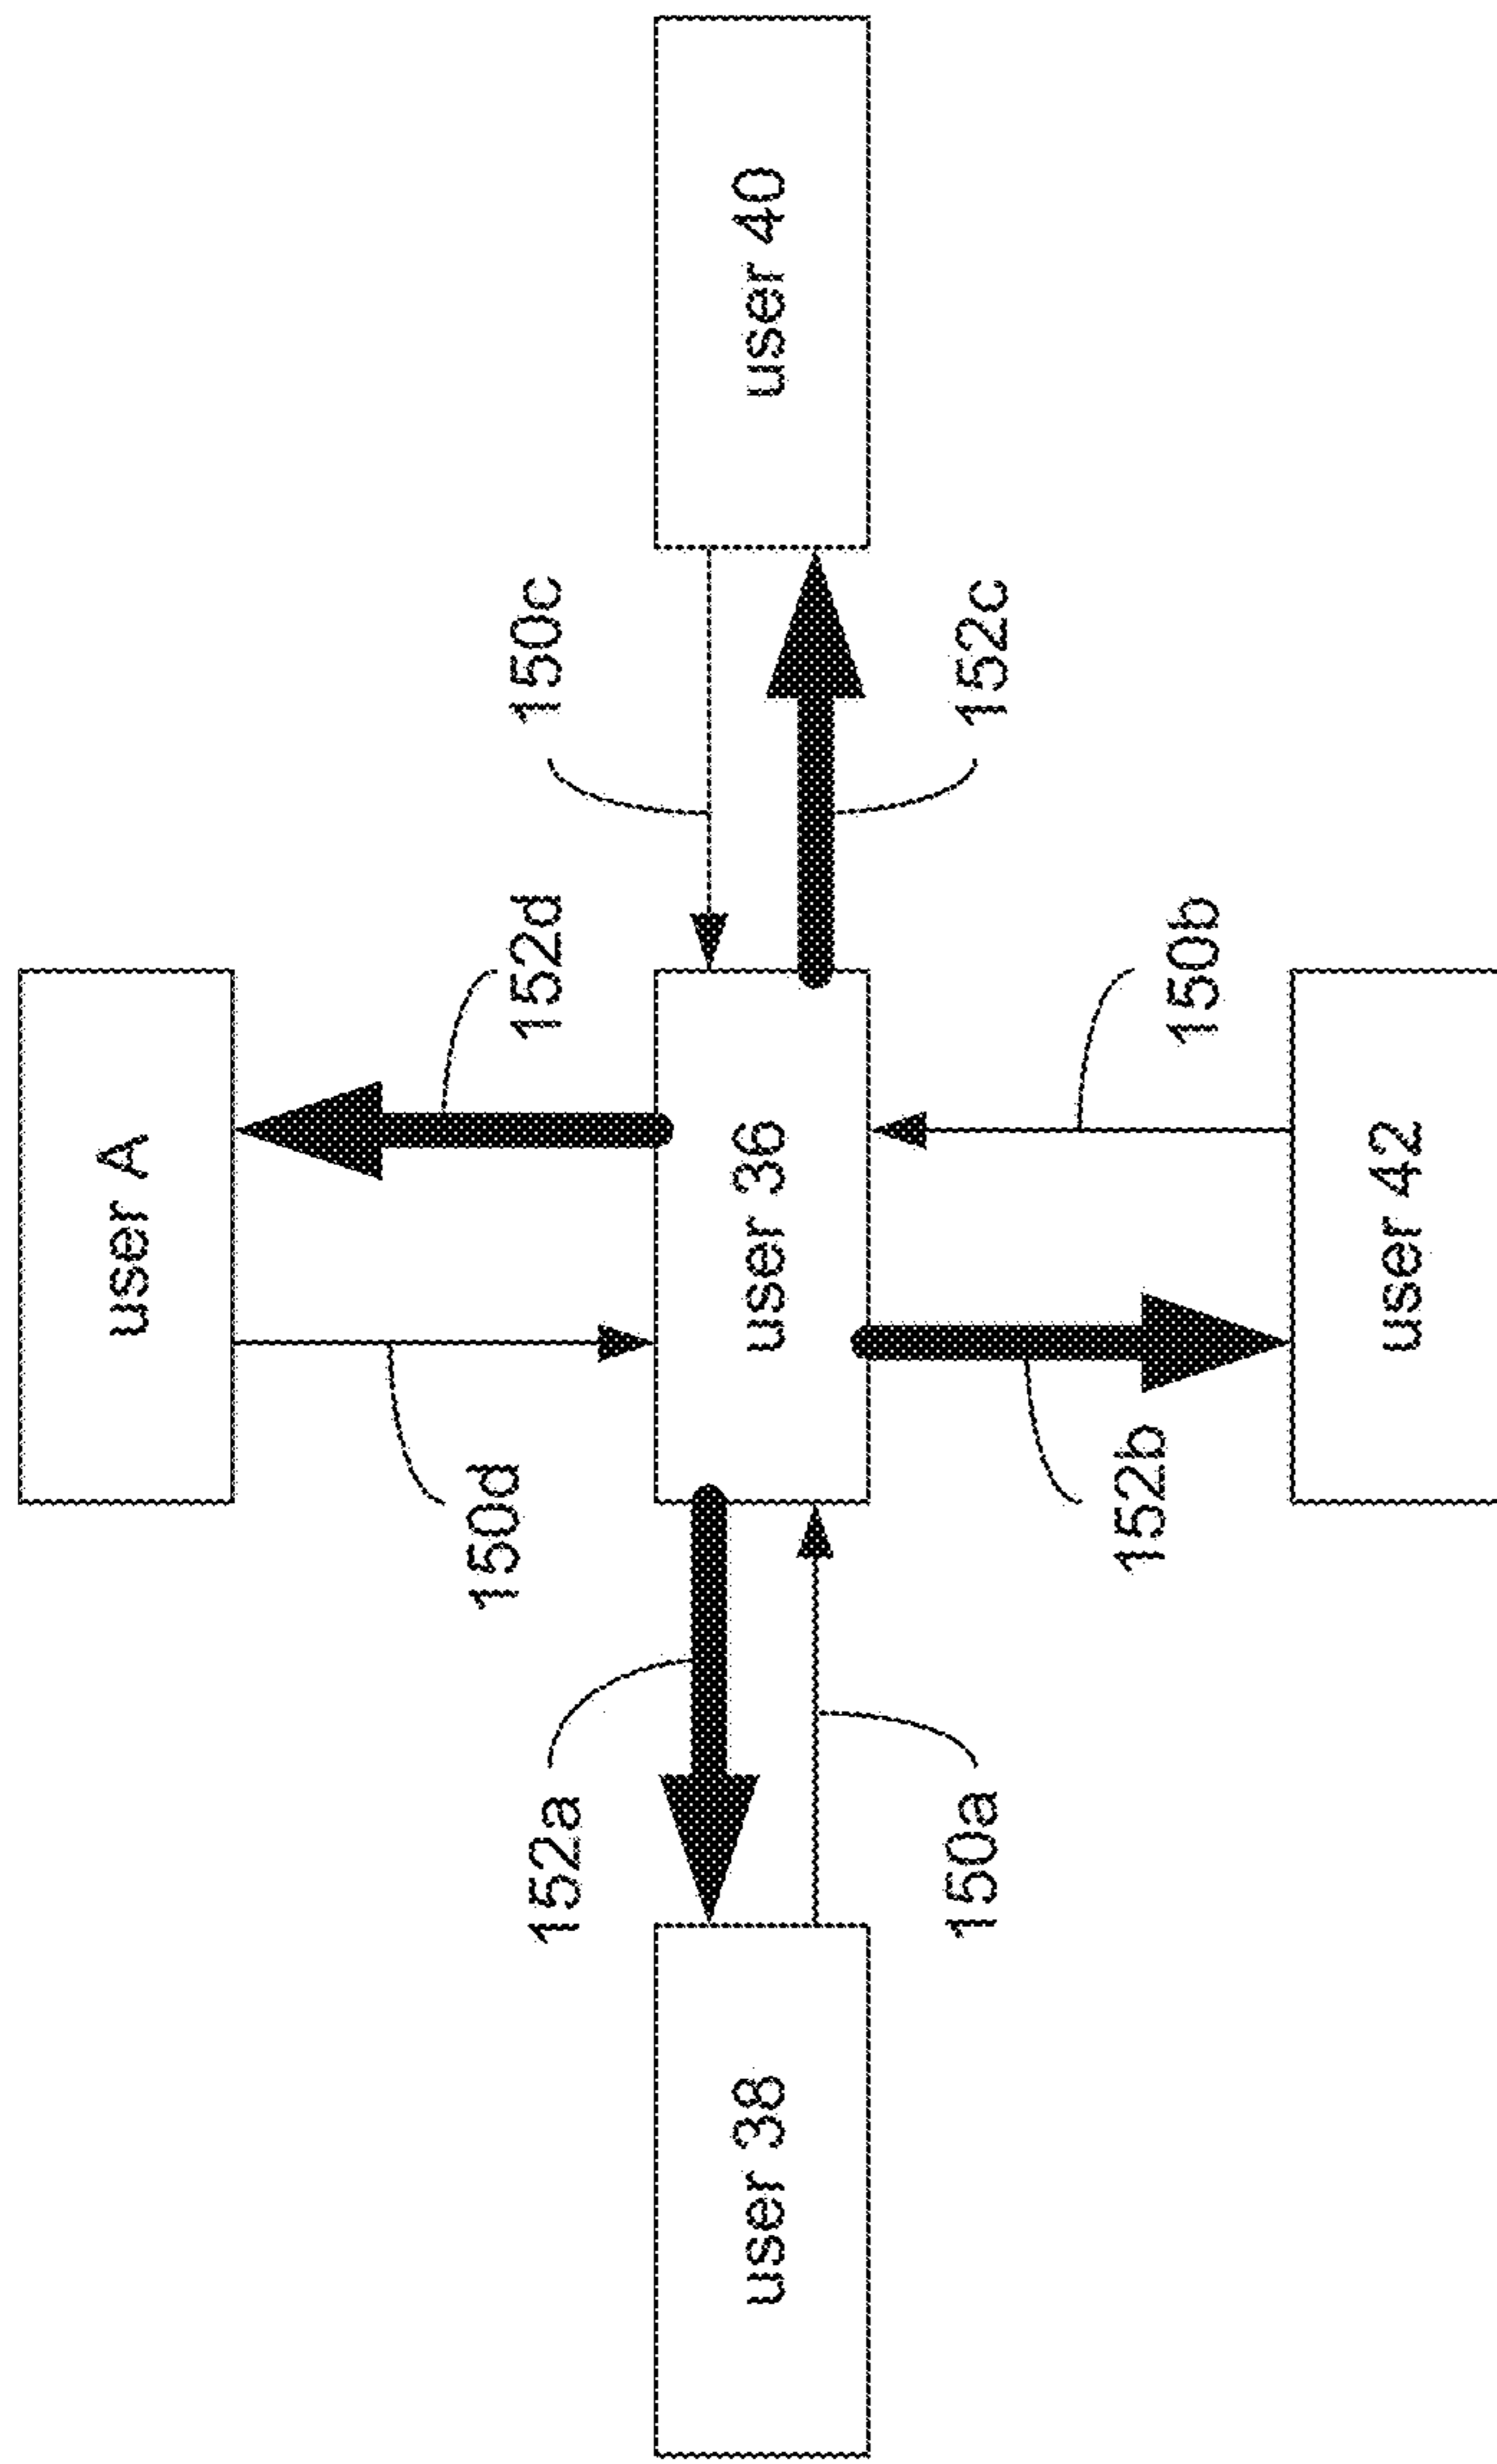 user A
150d
152d
152a
150c
user 38
user 36
user 40
150a
152c
152b
150b
user 42